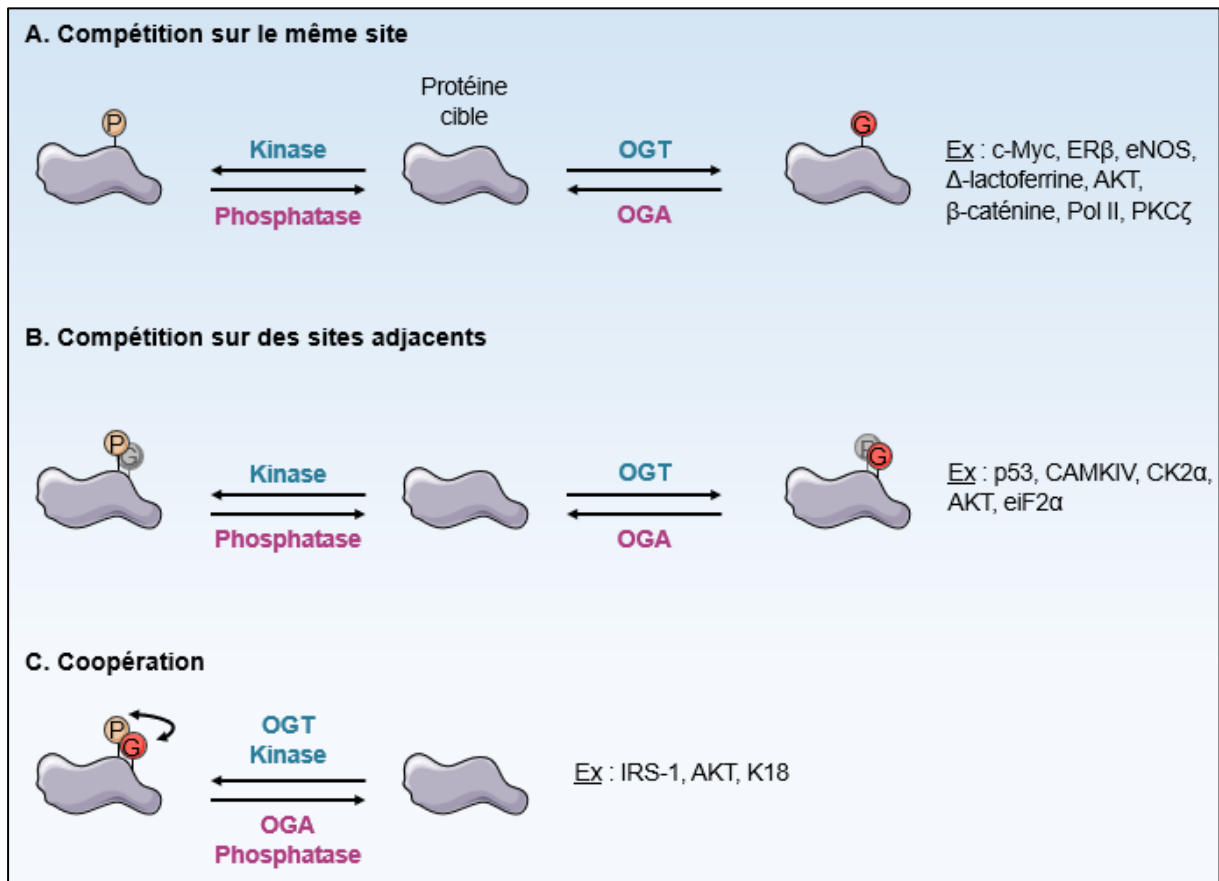 A. Compétition sur le même site
Protéine
cible
P
Kinase
Phosphatase
OGT
OGA
G
Ex : c-Myc, ERβ, eNOS,
Δ-lactoferrine, AKT,
β-caténine, Pol II, PKCζ
B. Compétition sur des sites adjacents
P
G
Kinase
Phosphatase
OGT
OGA
P
G
Ex : p53, CAMKIV, CK2α,
AKT, eiF2α
C. Coopération
P
G
OGT
Kinase
OGA
Phosphatase
Ex : IRS-1, AKT, K18